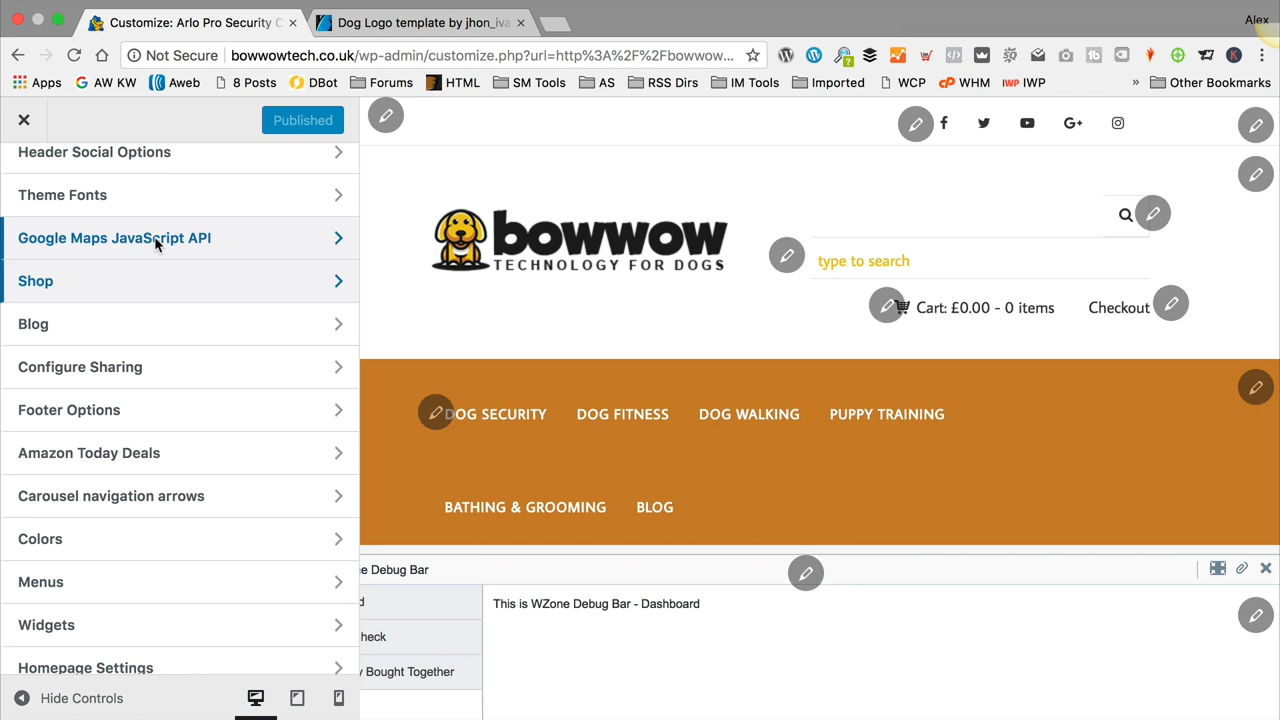 Customize: Arlo Pro Security C
Dog Logo template by jhon_iva
Alex
Not Secure
bowwowtech.co.uk/wp-admin/customize.php?url=http%3A%2F%2Fbowwow...
Apps
AW KW
Aweb
8 Posts
DBot
Forums
HTML
SM Tools
AS
RSS Dirs
IM Tools
Imported
WCP
WHM
IWP
»
Other Bookmarks
Published
Header Social Options
Theme Fonts
Google Maps JavaScript API
Shop
Blog
Configure Sharing
Footer Options
Amazon Today Deals
Carousel navigation arrows
Colors
Menus
Widgets
Homepage Settings
Hide Controls
bowwow
TECHNOLOGY FOR DOGS
type to search
Cart: £0.00 - 0 items
Checkout
DOG SECURITY
DOG FITNESS
DOG WALKING
PUPPY TRAINING
BATHING & GROOMING
BLOG
e Debug Bar
d
heck
y Bought Together
This is WZone Debug Bar - Dashboard